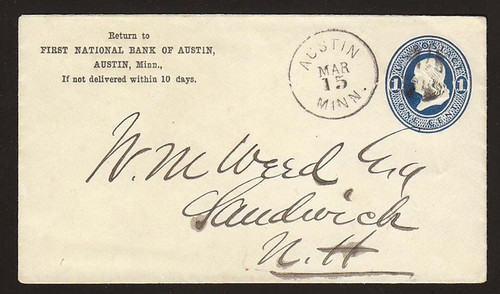 Return to
FIRST NATIONAL BANK OF AUSTIN,
AUSTIN, Minn.,
If not delivered within 10 days.
AUSTIN
MAR
15
MINN.
1 1
ONE CENT
W. M Weed Esq
Sandwich
N. H